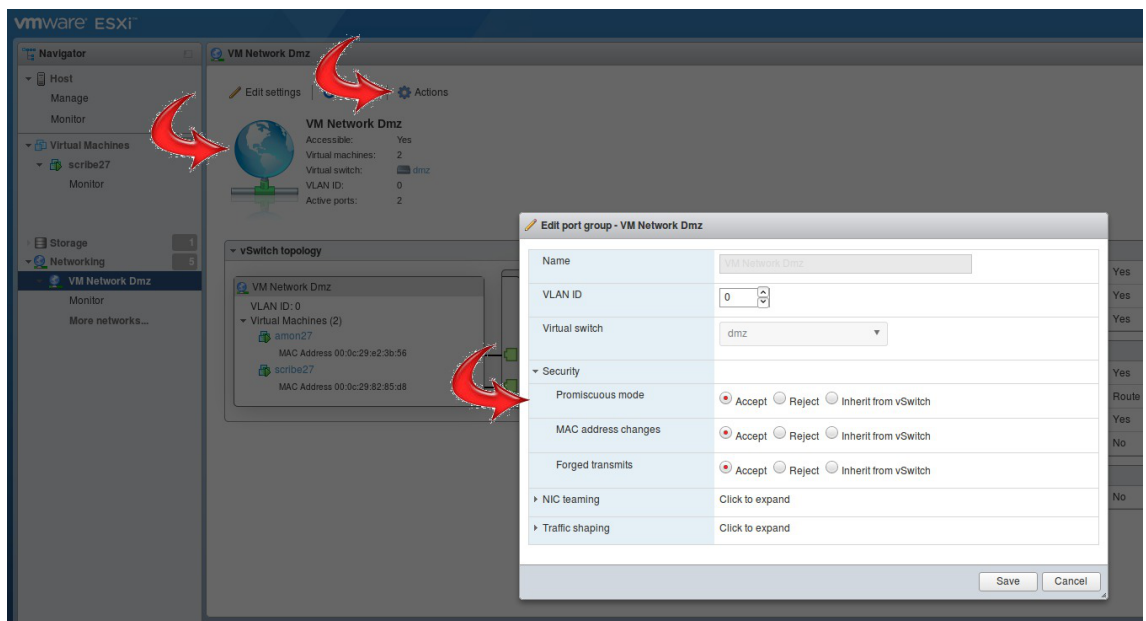 vmware ESXi™
Navigator
VM Network Dmz
Host
Manage
Monitor
Virtual Machines
scribe27
Monitor
Storage 1
Networking 5
VM Network Dmz
Monitor
More networks...
Edit settings Actions
VM Network Dmz
Accessible: Yes
Virtual machines: 2
Virtual switch: dmz
VLAN ID: 0
Active ports: 2
vSwitch topology
VM Network Dmz
VLAN ID: 0
Virtual Machines (2)
amon27
MAC Address 00:0c:29:e2:3b:56
scribe27
MAC Address 00:0c:29:82:85:d8
Edit port group - VM Network Dmz
Name VM Network Dmz
VLAN ID 0
Virtual switch dmz
Security
Promiscuous mode Accept Reject Inherit from vSwitch
MAC address changes Accept Reject Inherit from vSwitch
Forged transmits Accept Reject Inherit from vSwitch
NIC teaming Click to expand
Traffic shaping Click to expand
Save Cancel
Yes
Yes
Yes
Yes
Route
Yes
No
No